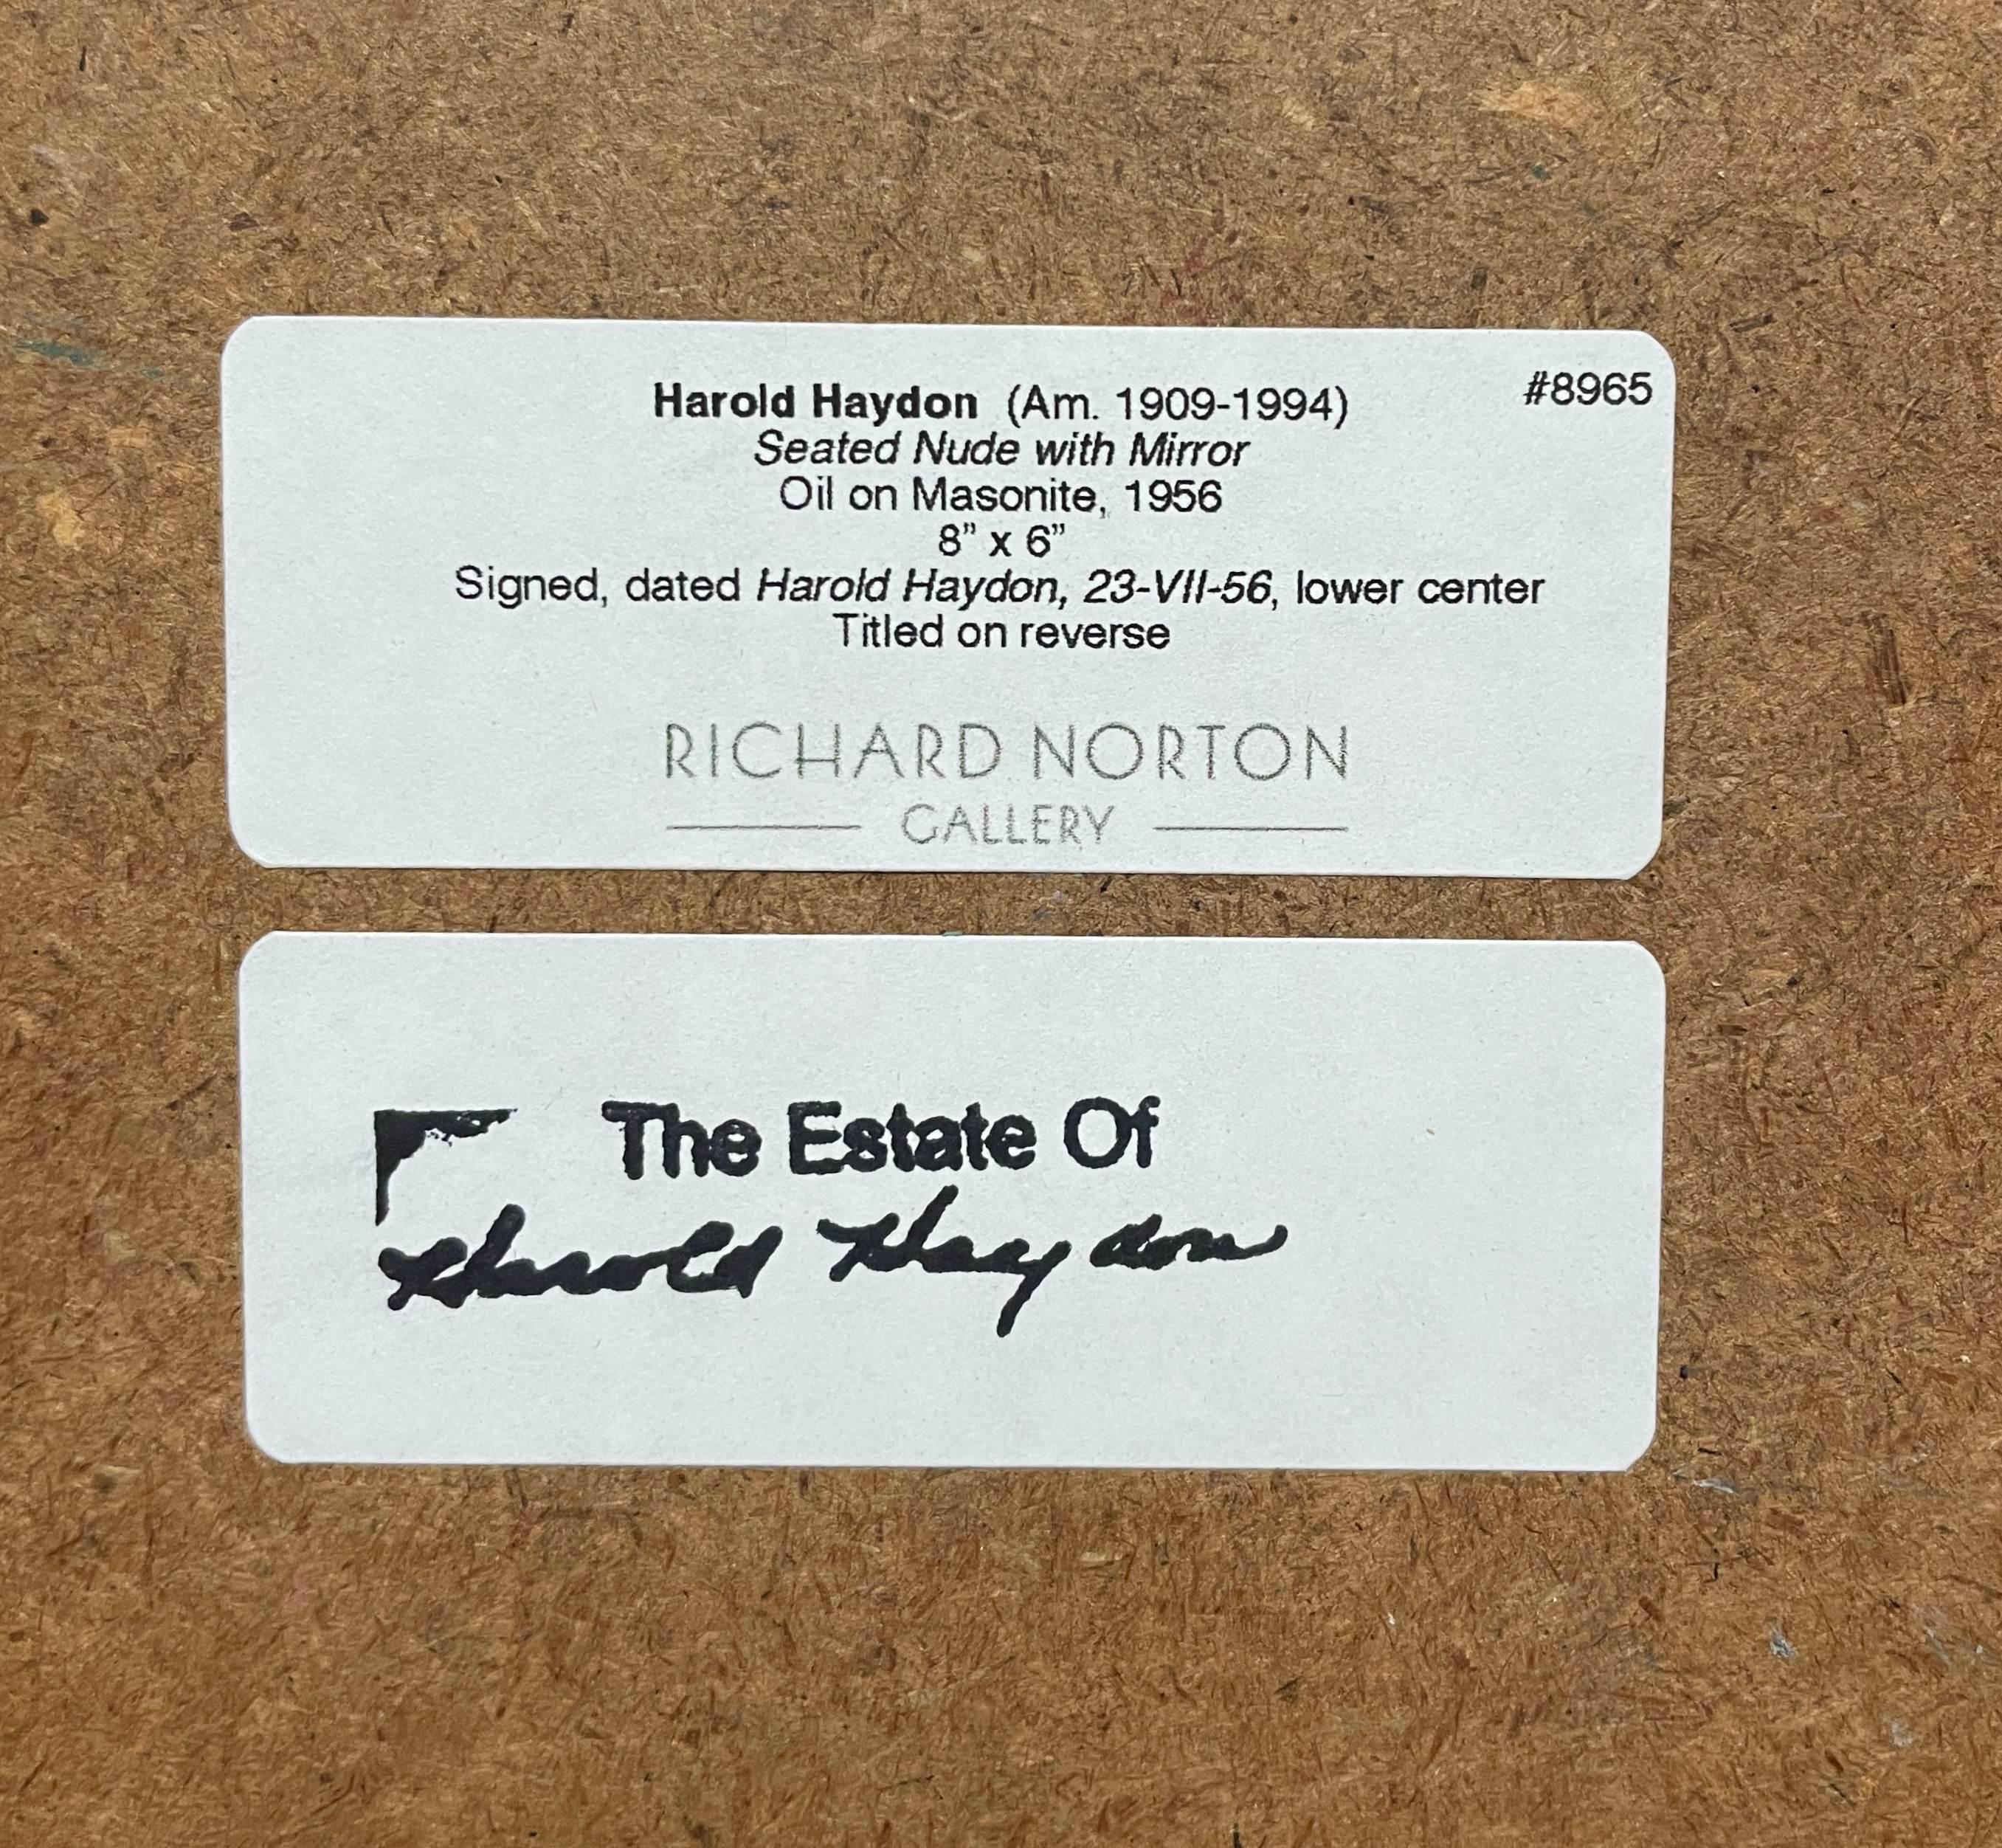 #8965
Harold Haydon (Am. 1909-1994)
Seated Nude with Mirror
Oil on Masonite, 1956
8” x 6”
Signed, dated Harold Haydon, 23-VII-56, lower center
Titled on reverse
RICHARD NORTON
GALLERY
The Estate Of
Harold Haydon